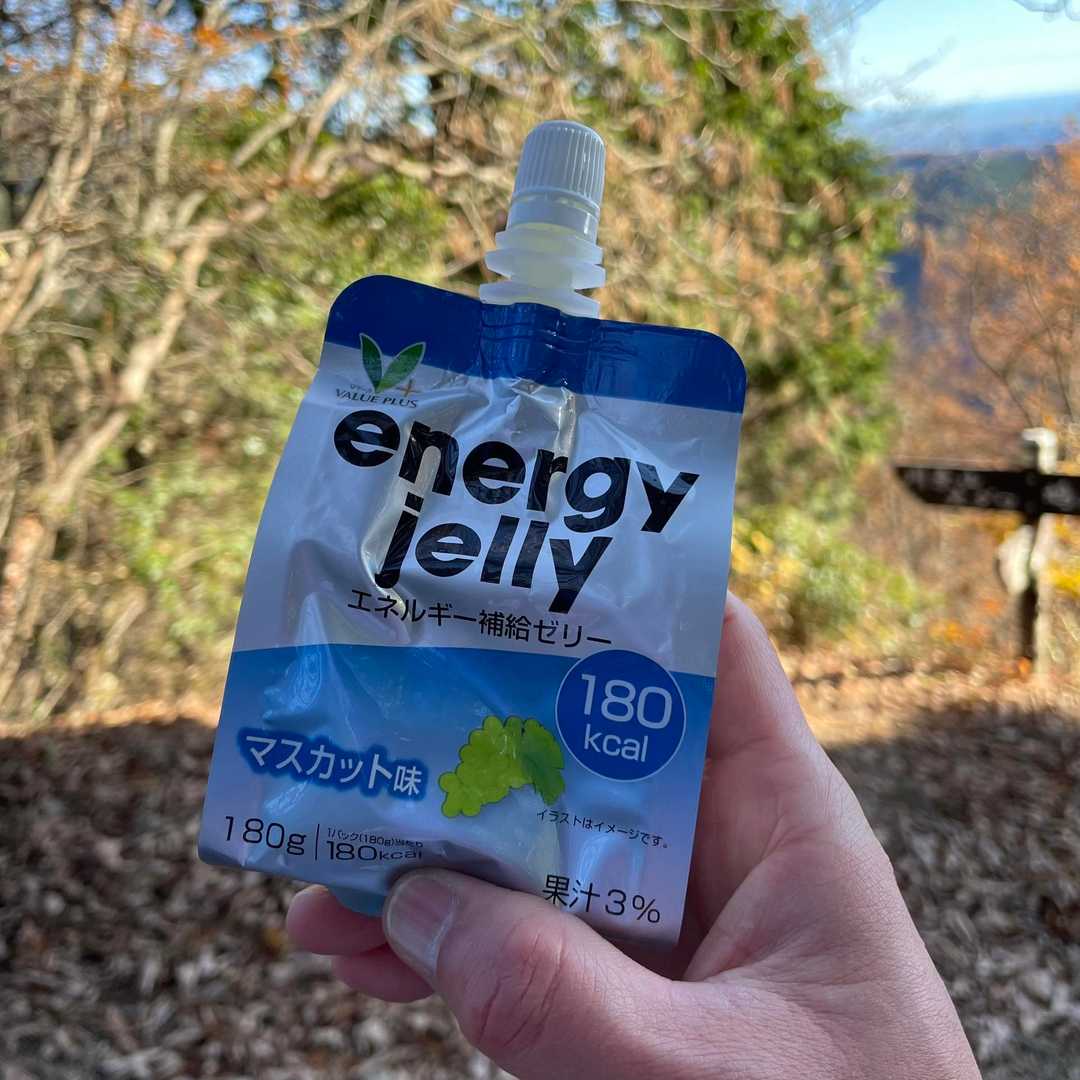 VALUE PLUS
energy
jelly
エネルギー補給ゼリー
180
kcal
マスカット味
イラストはイメージです。
180g
1パック(180g)当たり
180kcal
果汁3%